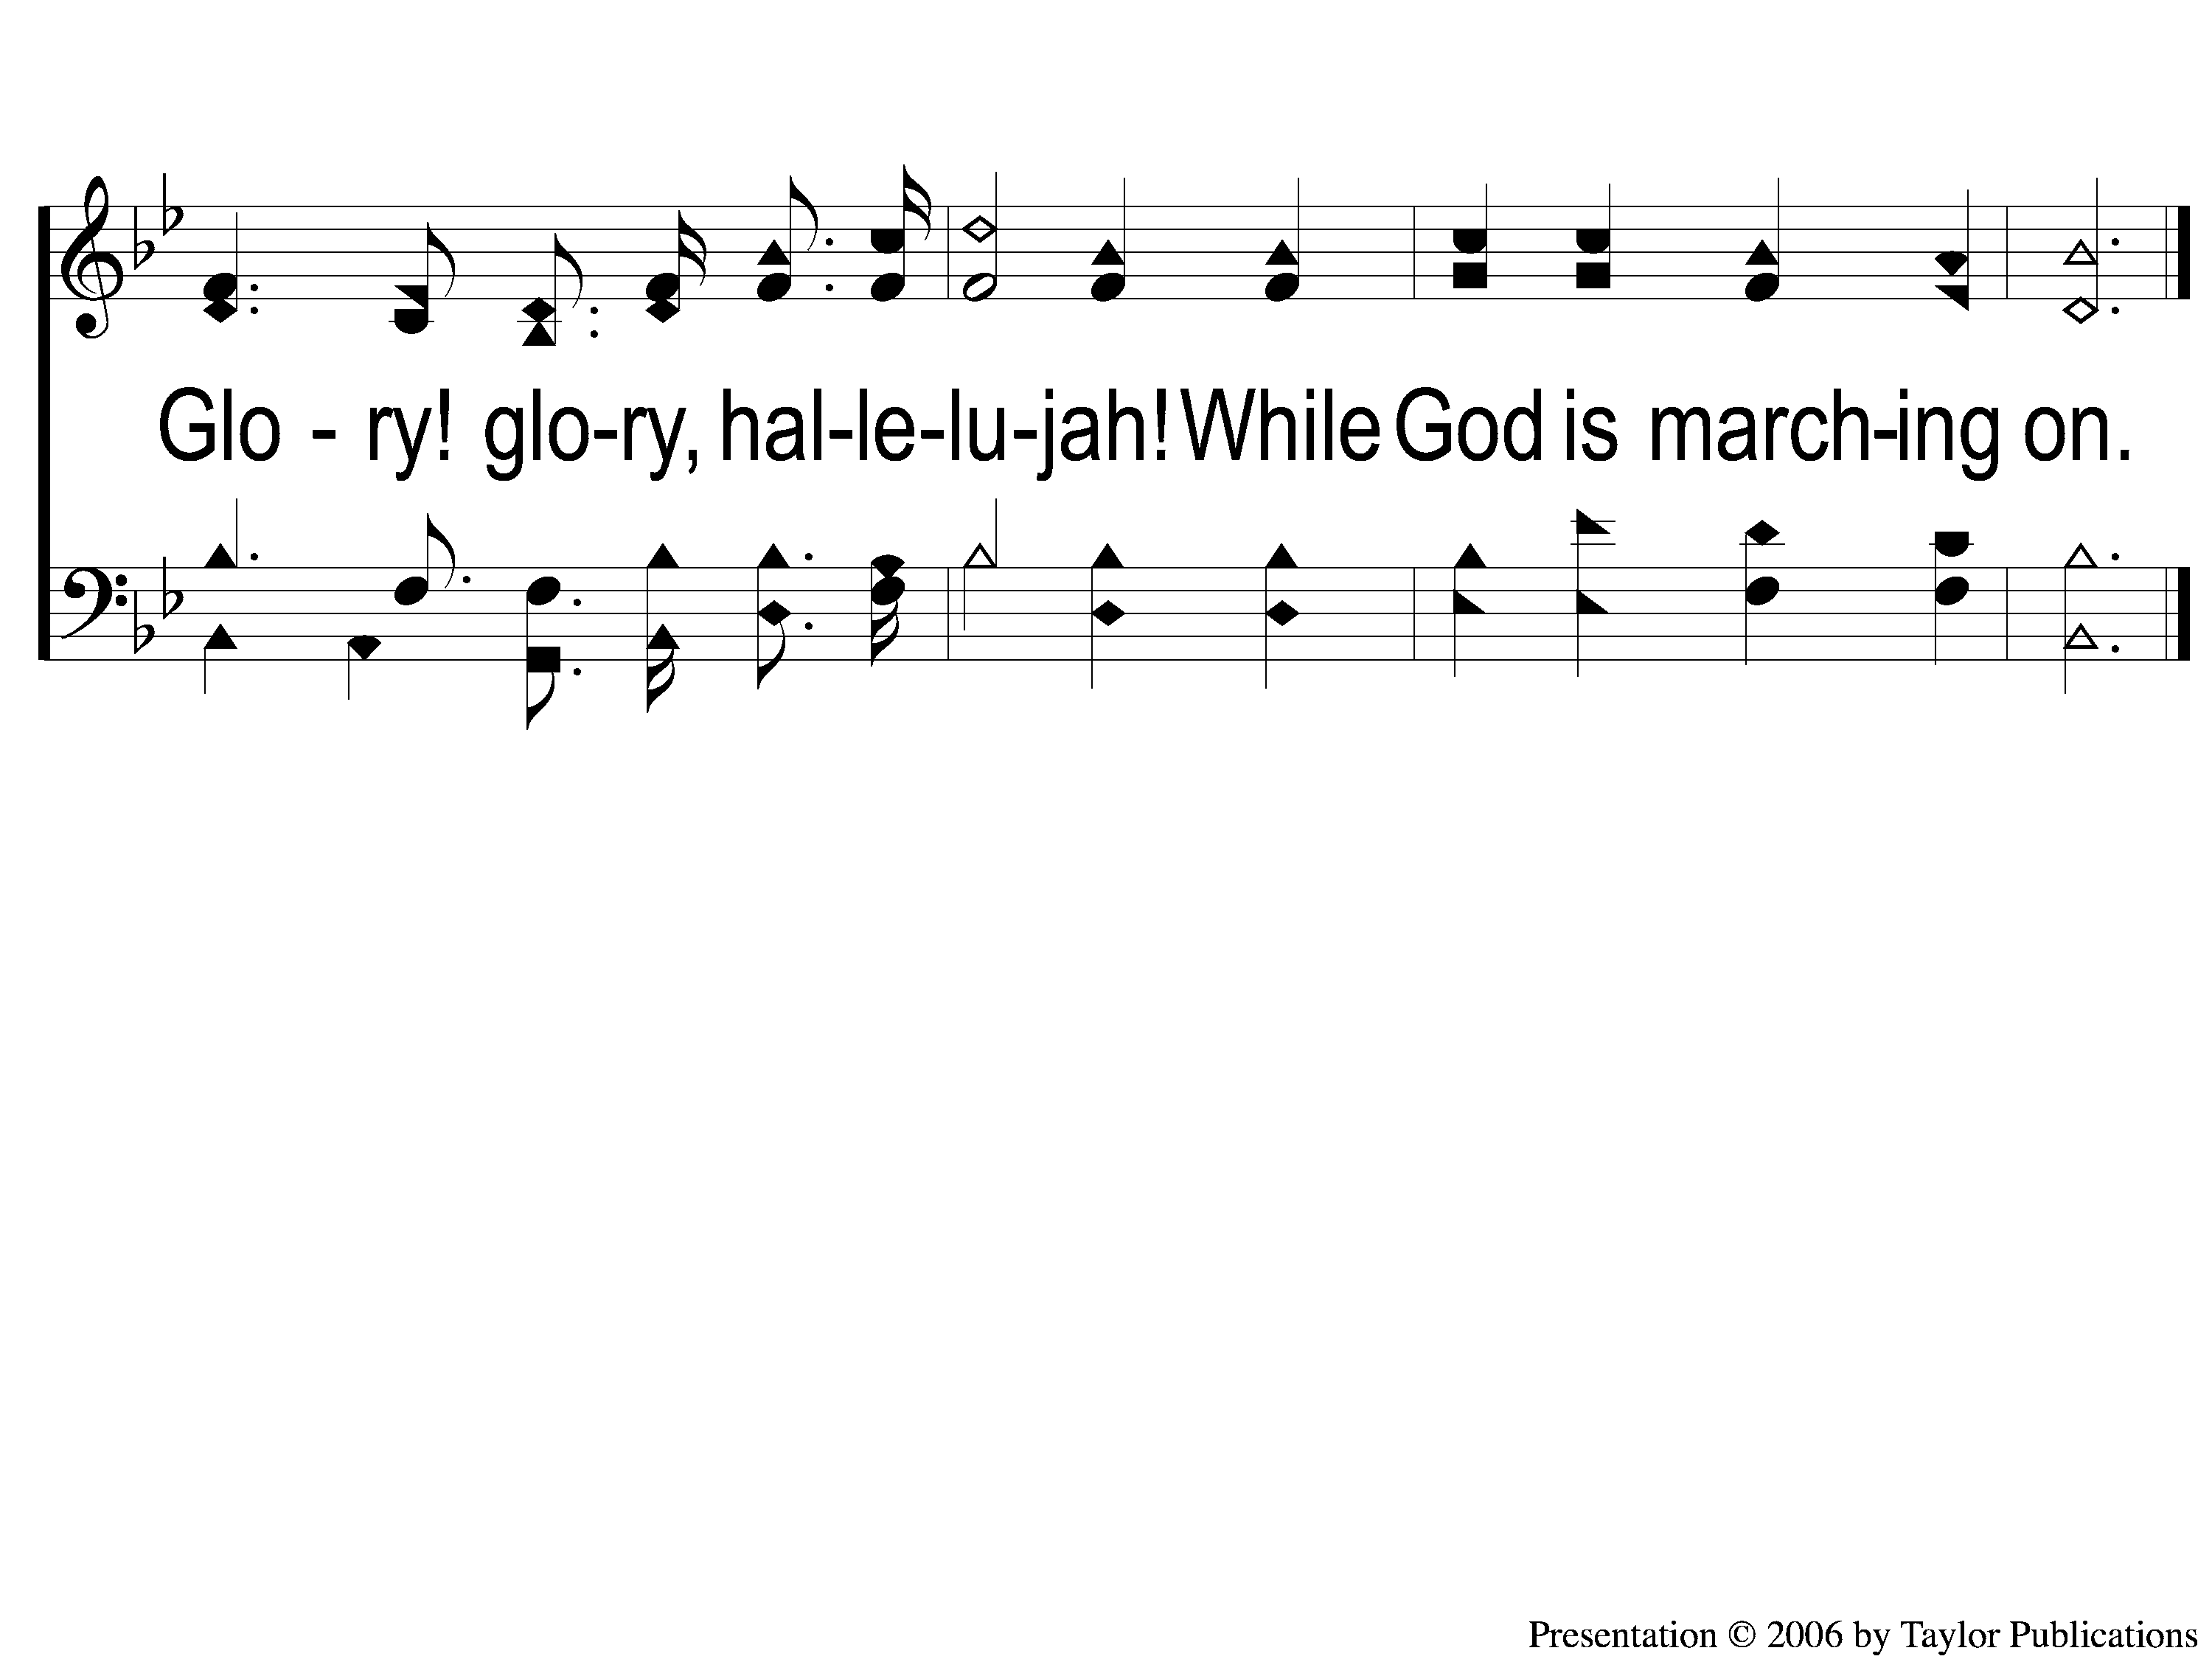 Glo - ry! glo-ry, hal-le-lu-jah! While God is march-ing on.
Presentation © 2006 by Taylor Publications